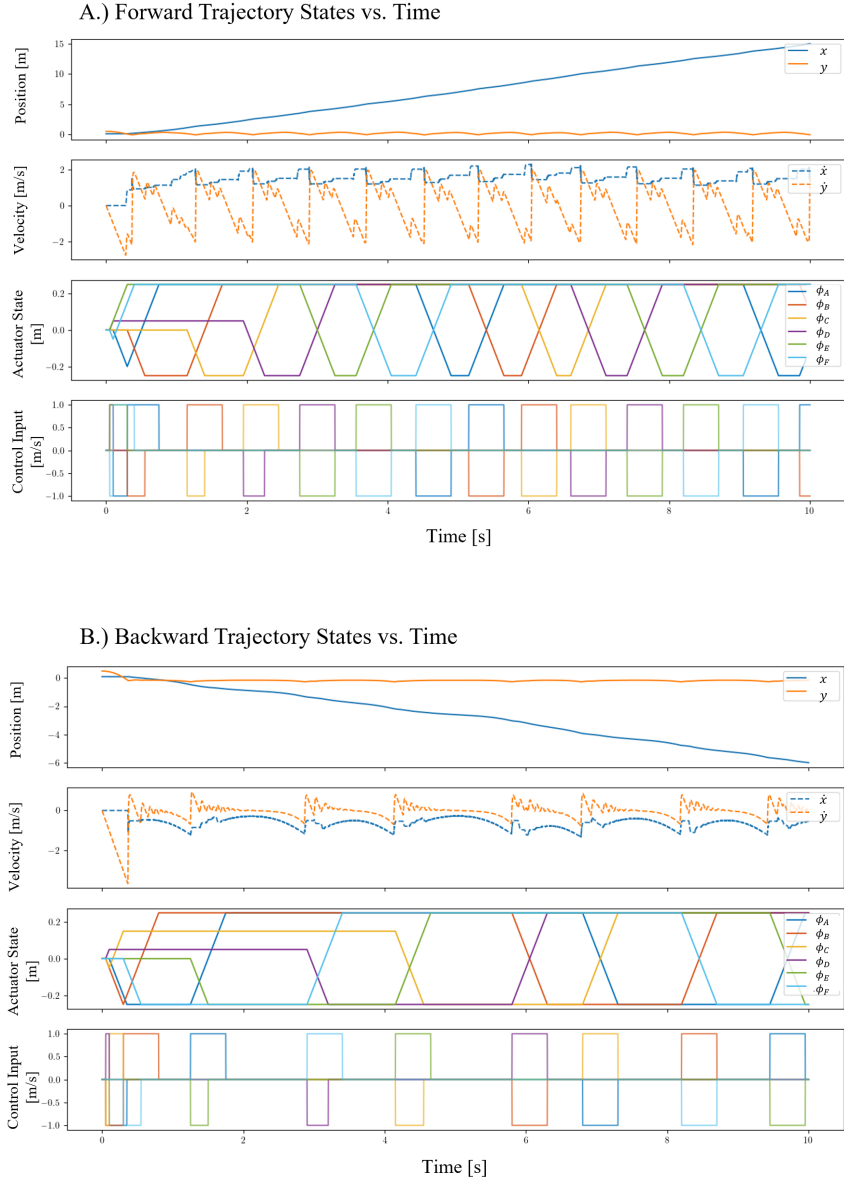 A.) Forward Trajectory States vs. Time
Position [m]
15
10
5
0
x
y
Velocity [m/s]
2
0
−2
ẋ
ẏ
Actuator State
[m]
0.2
0.0
−0.2
ϕA
ϕB
ϕC
ϕD
ϕE
ϕF
Control Input
[m/s]
1.0
0.5
0.0
−0.5
−1.0
0 2 4 6 8 10
Time [s]
B.) Backward Trajectory States vs. Time
Position [m]
0
−2
−4
−6
x
y
Velocity [m/s]
0
−2
ẋ
ẏ
Actuator State
[m]
0.2
0.0
−0.2
ϕA
ϕB
ϕC
ϕD
ϕE
ϕF
Control Input
[m/s]
1.0
0.5
0.0
−0.5
−1.0
0 2 4 6 8 10
Time [s]